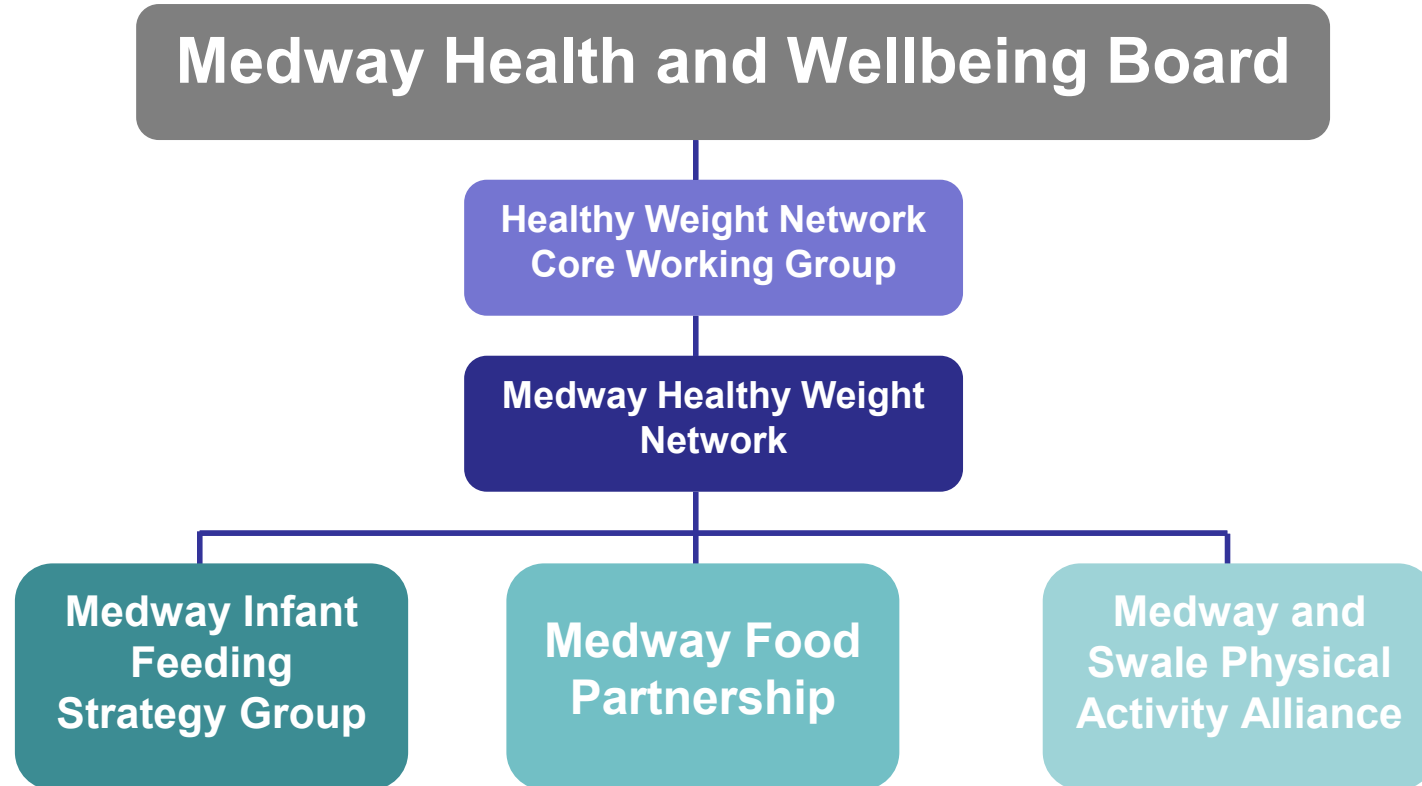 Medway Health and Wellbeing Board
Healthy Weight Network
Core Working Group
Medway Healthy Weight
Network
Medway Infant
Feeding
Strategy Group
Medway Food
Partnership
Medway and
Swale Physical
Activity Alliance